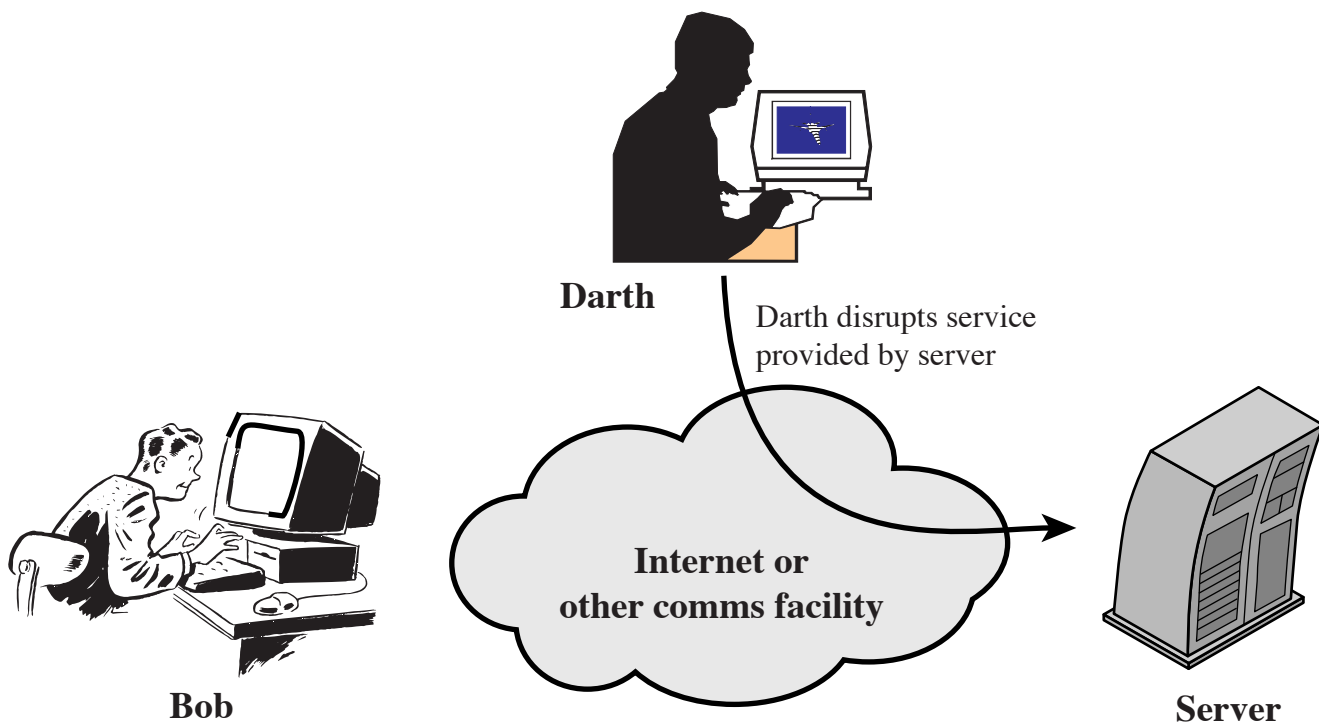 Darth
Darth disrupts service
provided by server
Internet or
other comms facility
Bob
Server